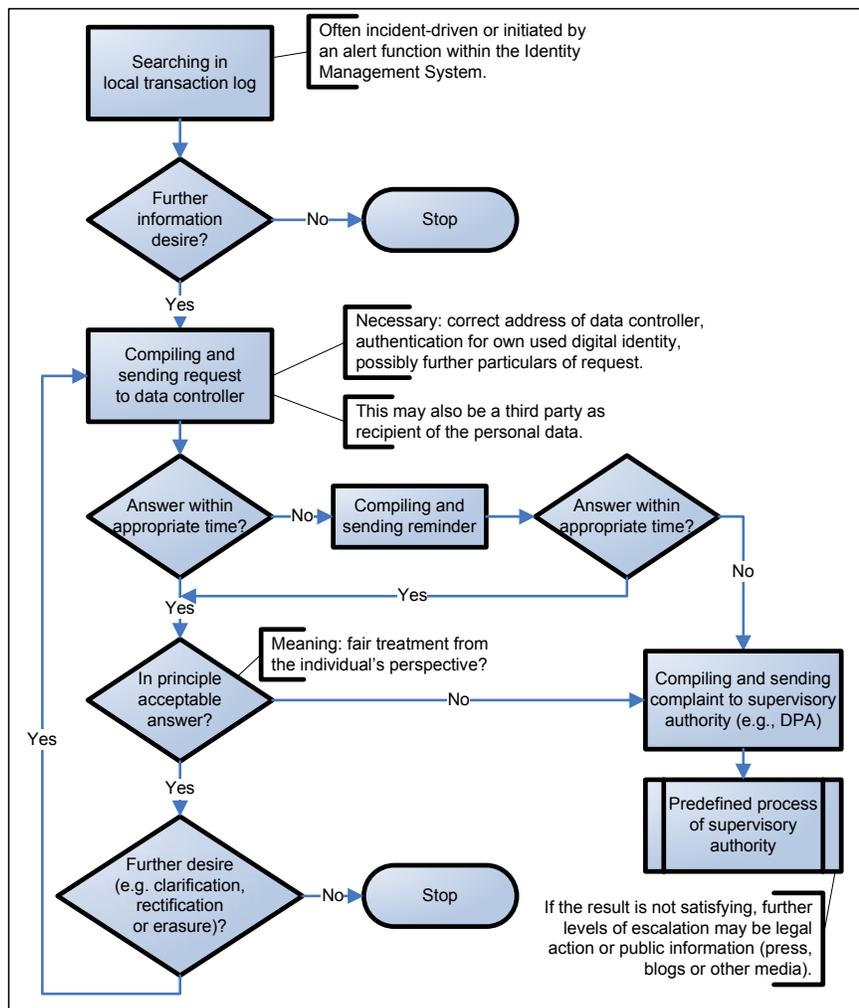 Searching in
local transaction log
Often incident-driven or initiated by
an alert function within the Identity
Management System.
Further
information
desire?
No
Stop
Yes
Compiling and
sending request
to data controller
Necessary: correct address of data controller,
authentication for own used digital identity,
possibly further particulars of request.
This may also be a third party as
recipient of the personal data.
Answer within
appropriate time?
No
Compiling and
sending reminder
Answer within
appropriate time?
No
Yes
Yes
Meaning: fair treatment from
the individual's perspective?
In principle
acceptable
answer?
No
Compiling and sending
complaint to supervisory
authority (e.g., DPA)
Yes
Yes
Predefined process
of supervisory
authority
Further desire
(e.g. clarification,
rectification
or erasure)?
No
Stop
If the result is not satisfying, further
levels of escalation may be legal
action or public information (press,
blogs or other media).